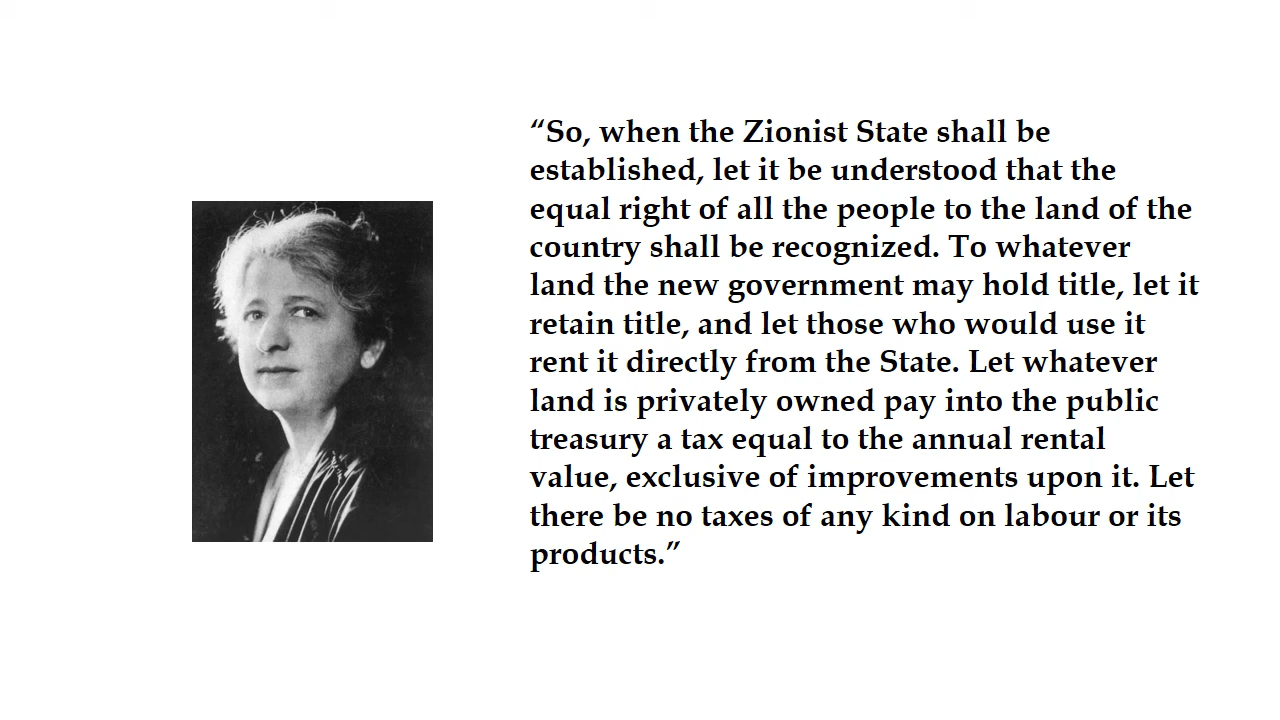 “So, when the Zionist State shall be
established, let it be understood that the
equal right of all the people to the land of the
country shall be recognized. To whatever
land the new government may hold title, let it
retain title, and let those who would use it
rent it directly from the State. Let whatever
land is privately owned pay into the public
treasury a tax equal to the annual rental
value, exclusive of improvements upon it. Let
there be no taxes of any kind on labour or its
products.”